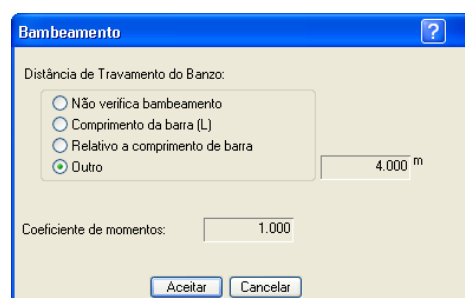 Bambeamento ?
Distância de Travamento do Banzo:
Não verifica bambeamento
Comprimento da barra (L)
Relativo a comprimento de barra
Outro 4.000 m
Coeficiente de momentos: 1.000
Aceitar Cancelar